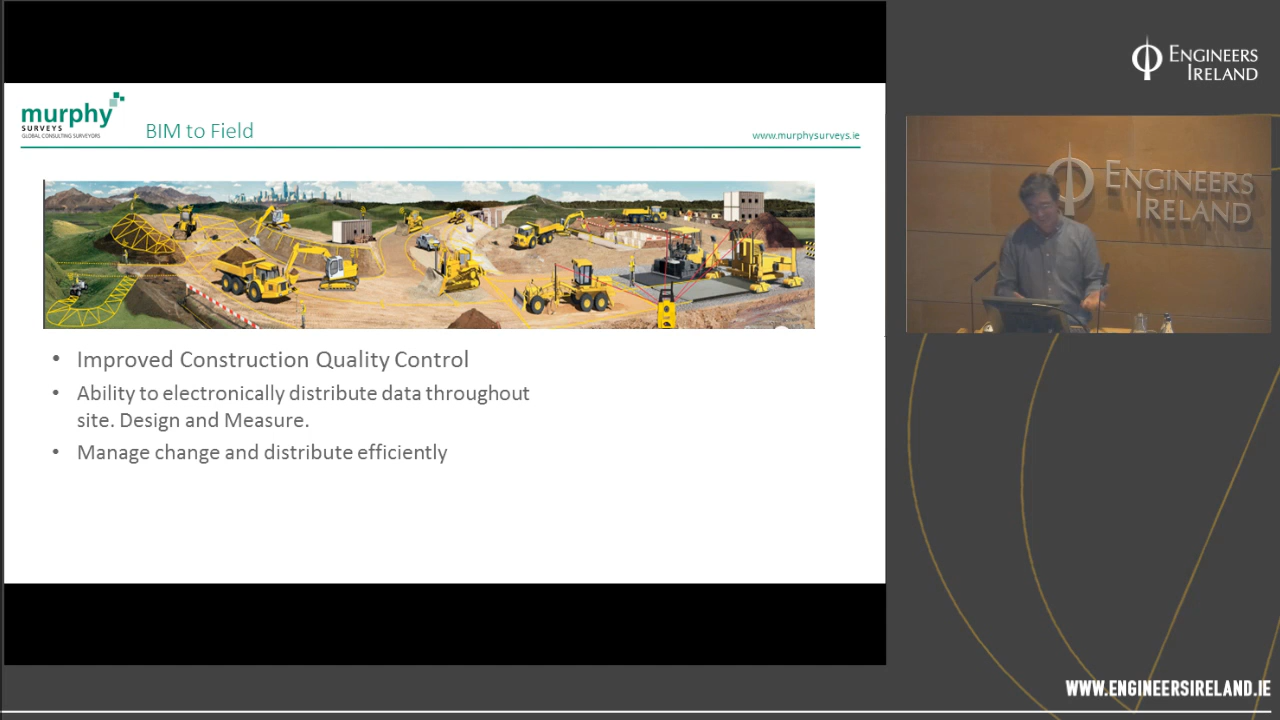 murphy
SURVEYS
GLOBAL CONSULTING SURVEYORS
BIM to Field
www.murphysurveys.ie
• Improved Construction Quality Control
• Ability to electronically distribute data throughout
site. Design and Measure.
• Manage change and distribute efficiently
ENGINEERS
IRELAND
ENGINEERS
IRELAND
WWW.ENGINEERSIRELAND.IE